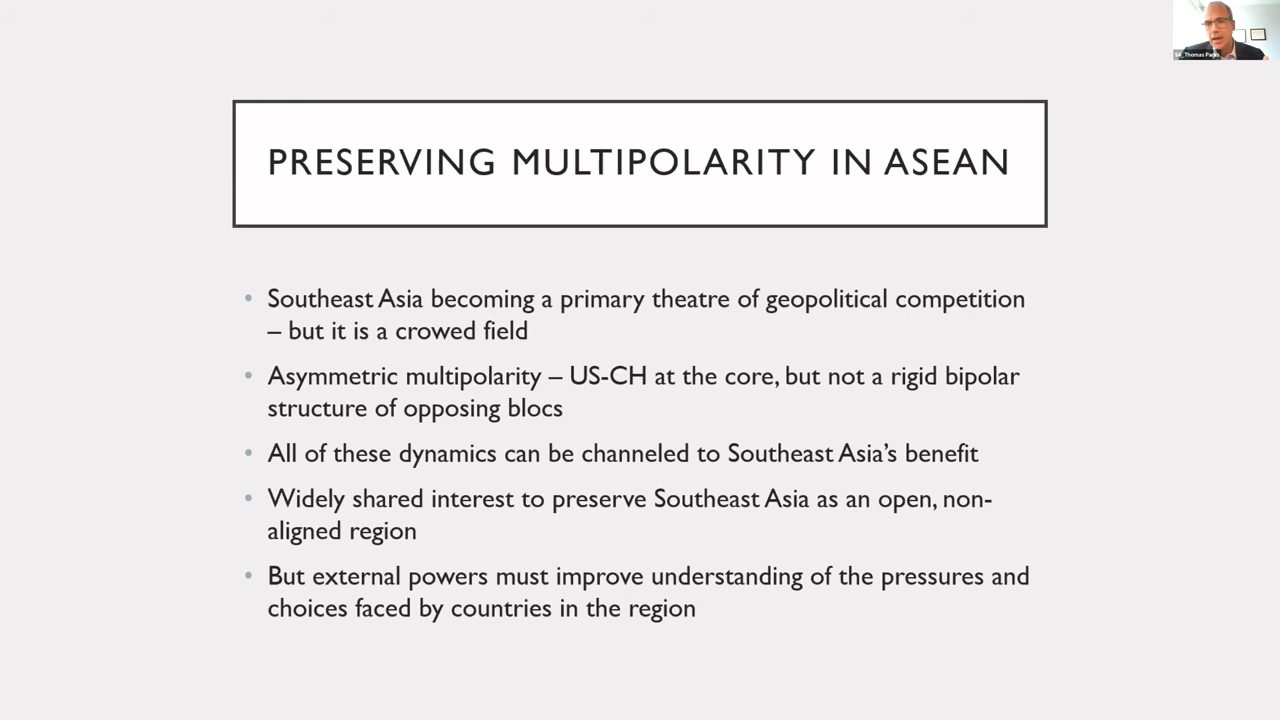 Thomas Parks
PRESERVING MULTIPOLARITY IN ASEAN
• Southeast Asia becoming a primary theatre of geopolitical competition
– but it is a crowed field
• Asymmetric multipolarity – US-CH at the core, but not a rigid bipolar
structure of opposing blocs
• All of these dynamics can be channeled to Southeast Asia’s benefit
• Widely shared interest to preserve Southeast Asia as an open, non-
aligned region
• But external powers must improve understanding of the pressures and
choices faced by countries in the region